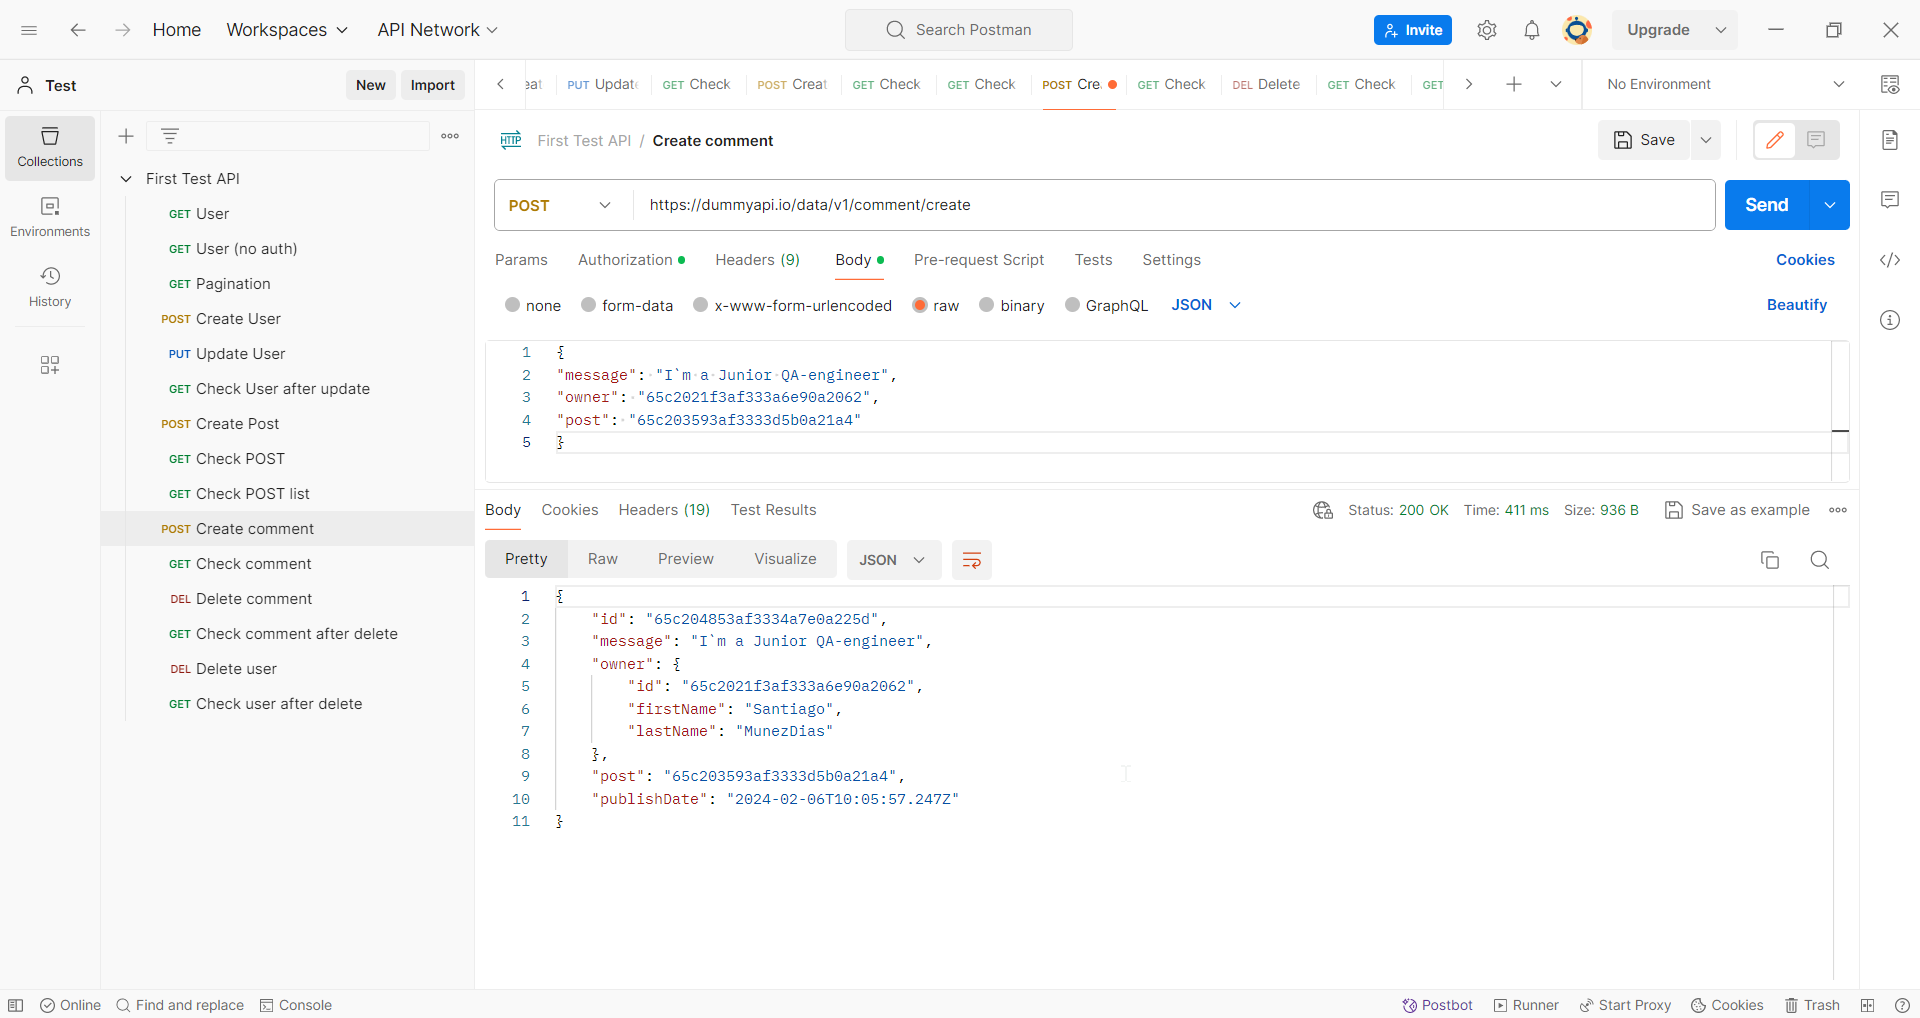 Home Workspaces API Network Search Postman Invite Upgrade
Test New Import
eat PUT Updat GET Check POST Creat GET Check GET Check POST Cre. GET Check DEL Delete GET Check GET No Environment
Collections
Environments
History
First Test API
GET User
GET User (no auth)
GET Pagination
POST Create User
PUT Update User
GET Check User after update
POST Create Post
GET Check POST
GET Check POST list
POST Create comment
GET Check comment
DEL Delete comment
GET Check comment after delete
DEL Delete user
GET Check user after delete
HTTP First Test API / Create comment Save
POST https://dummyapi.io/data/v1/comment/create Send
Params Authorization Headers (9) Body Pre-request Script Tests Settings Cookies
none form-data x-www-form-urlencoded raw binary GraphQL JSON Beautify
1 {
2 "message": "I`m a Junior QA-engineer",
3 "owner": "65c2021f3af333a6e90a2062",
4 "post": "65c203593af3333d5b0a21a4"
5 }
Body Cookies Headers (19) Test Results Status: 200 OK Time: 411 ms Size: 936 B Save as example
Pretty Raw Preview Visualize JSON
1 {
2 "id": "65c204853af3334a7e0a225d",
3 "message": "I`m a Junior QA-engineer",
4 "owner": {
5 "id": "65c2021f3af333a6e90a2062",
6 "firstName": "Santiago",
7 "lastName": "MunezDias"
8 },
9 "post": "65c203593af3333d5b0a21a4",
10 "publishDate": "2024-02-06T10:05:57.247Z"
11 }
Online Find and replace Console Postbot Runner Start Proxy Cookies Trash